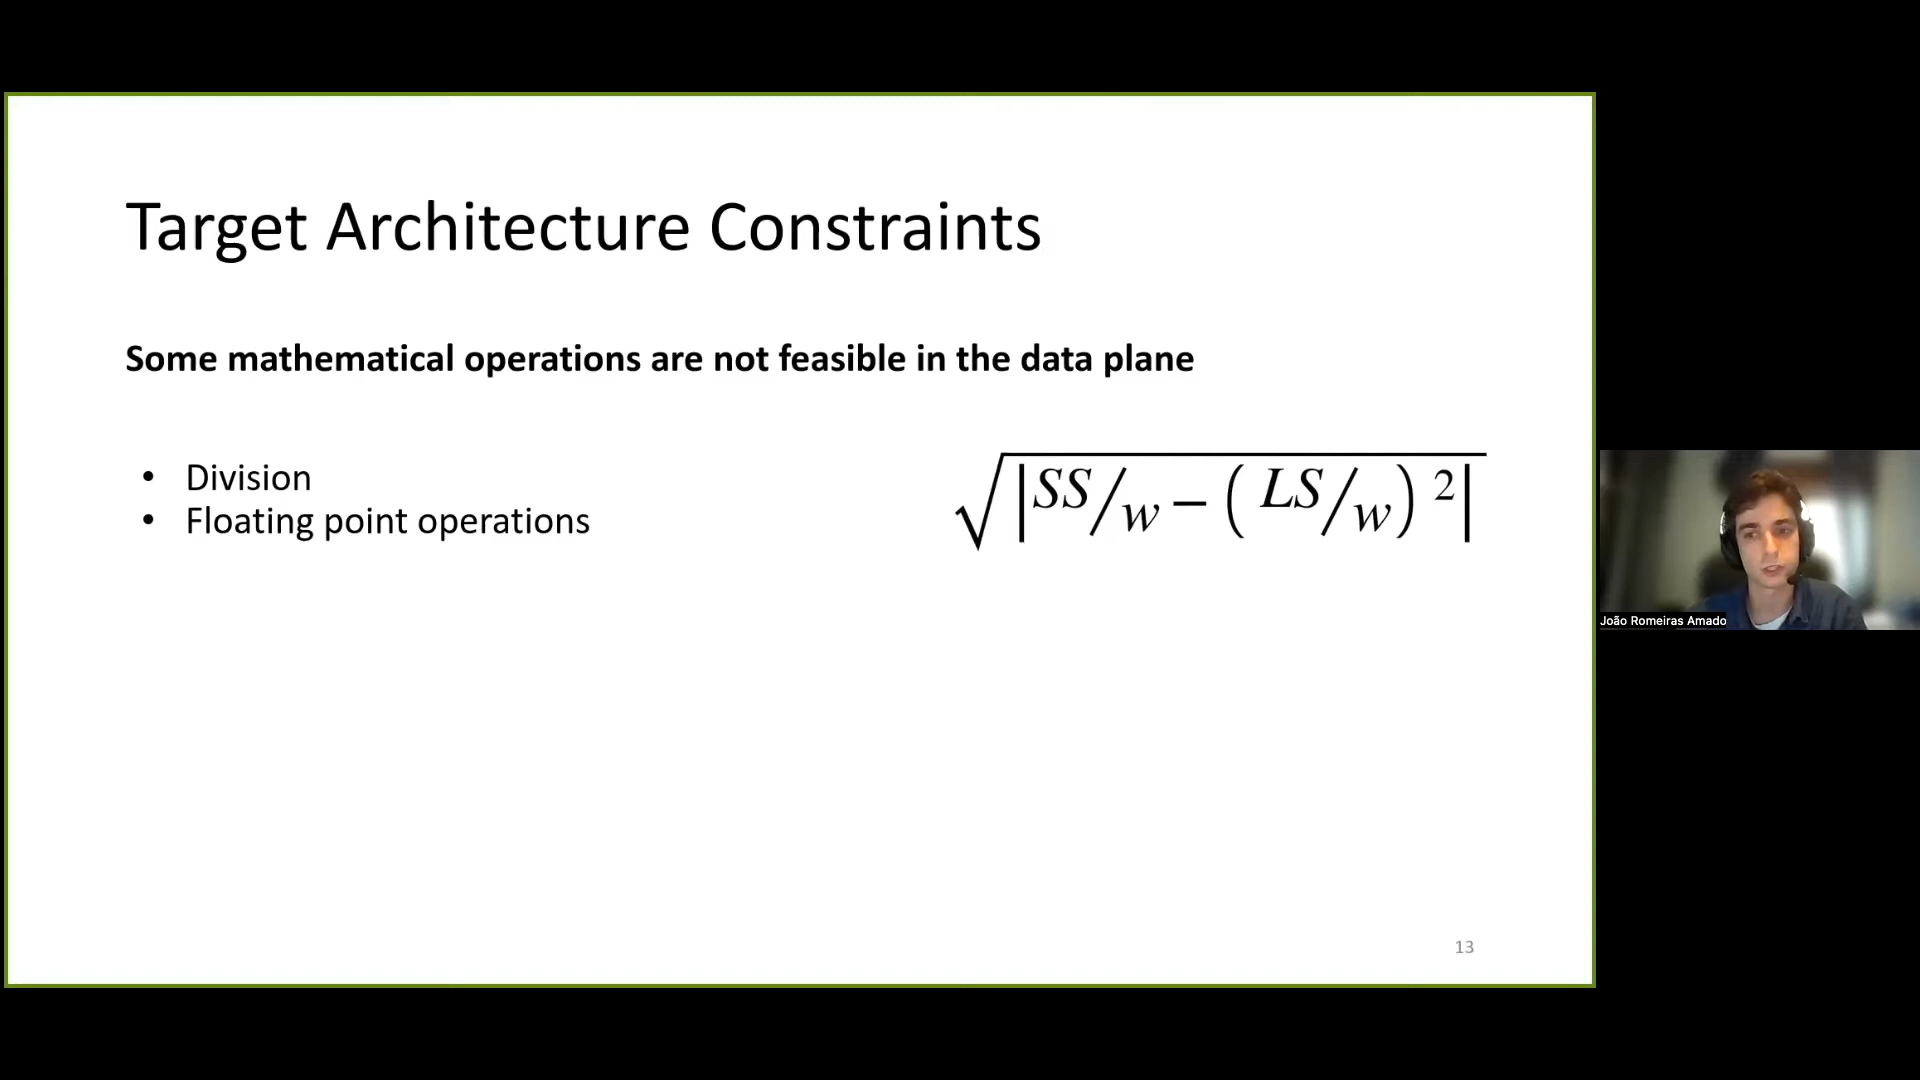 Target Architecture Constraints
Some mathematical operations are not feasible in the data plane
• Division
• Floating point operations
√|SS/w – (LS/w)²|
João Romeiras Amado
13